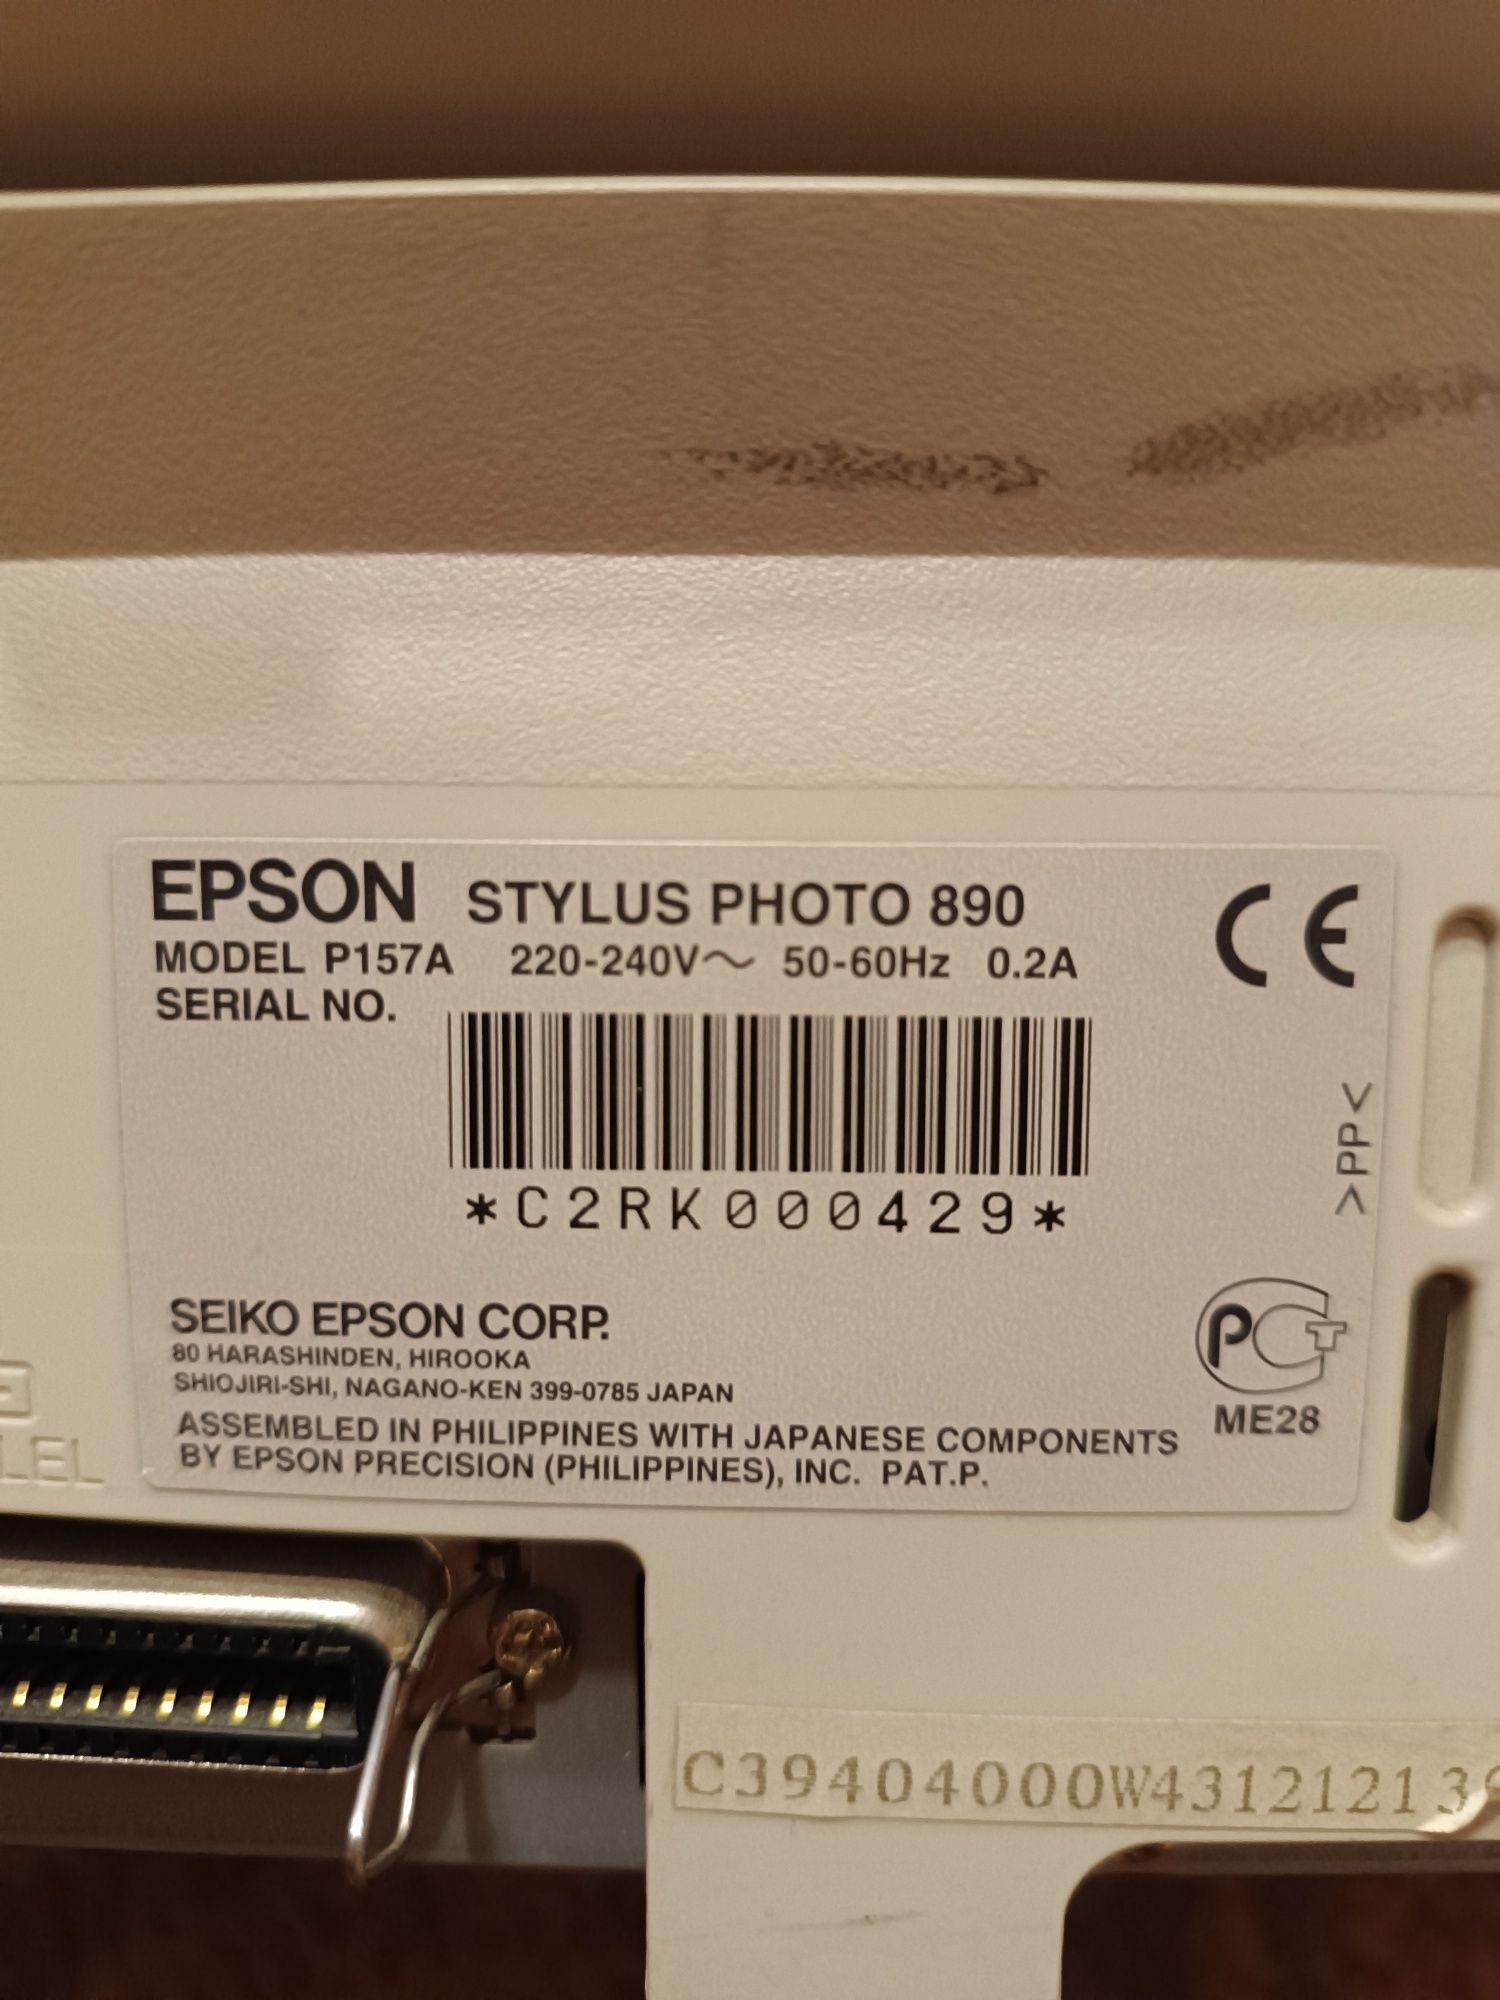 EPSON STYLUS PHOTO 890
MODEL P157A 220-240V～ 50-60Hz 0.2A
SERIAL NO.
*C2RK000429*
>PP<
SEIKO EPSON CORP.
80 HARASHINDEN, HIROOKA
SHIOJIRI-SHI, NAGANO-KEN 399-0785 JAPAN
ASSEMBLED IN PHILIPPINES WITH JAPANESE COMPONENTS
BY EPSON PRECISION (PHILIPPINES), INC. PAT.P.
CE
PCT
ME28